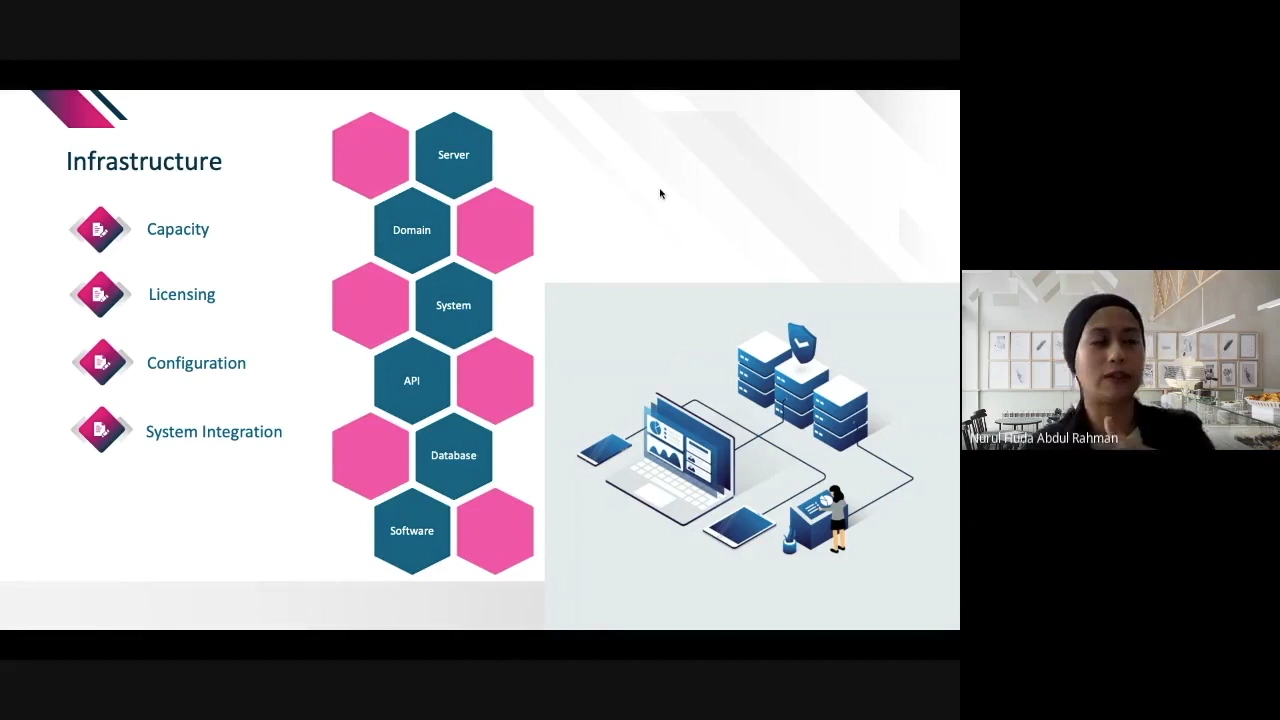 Infrastructure
Capacity
Licensing
Configuration
System Integration
Server
Domain
System
API
Database
Software
Nurul Huda Abdul Rahman